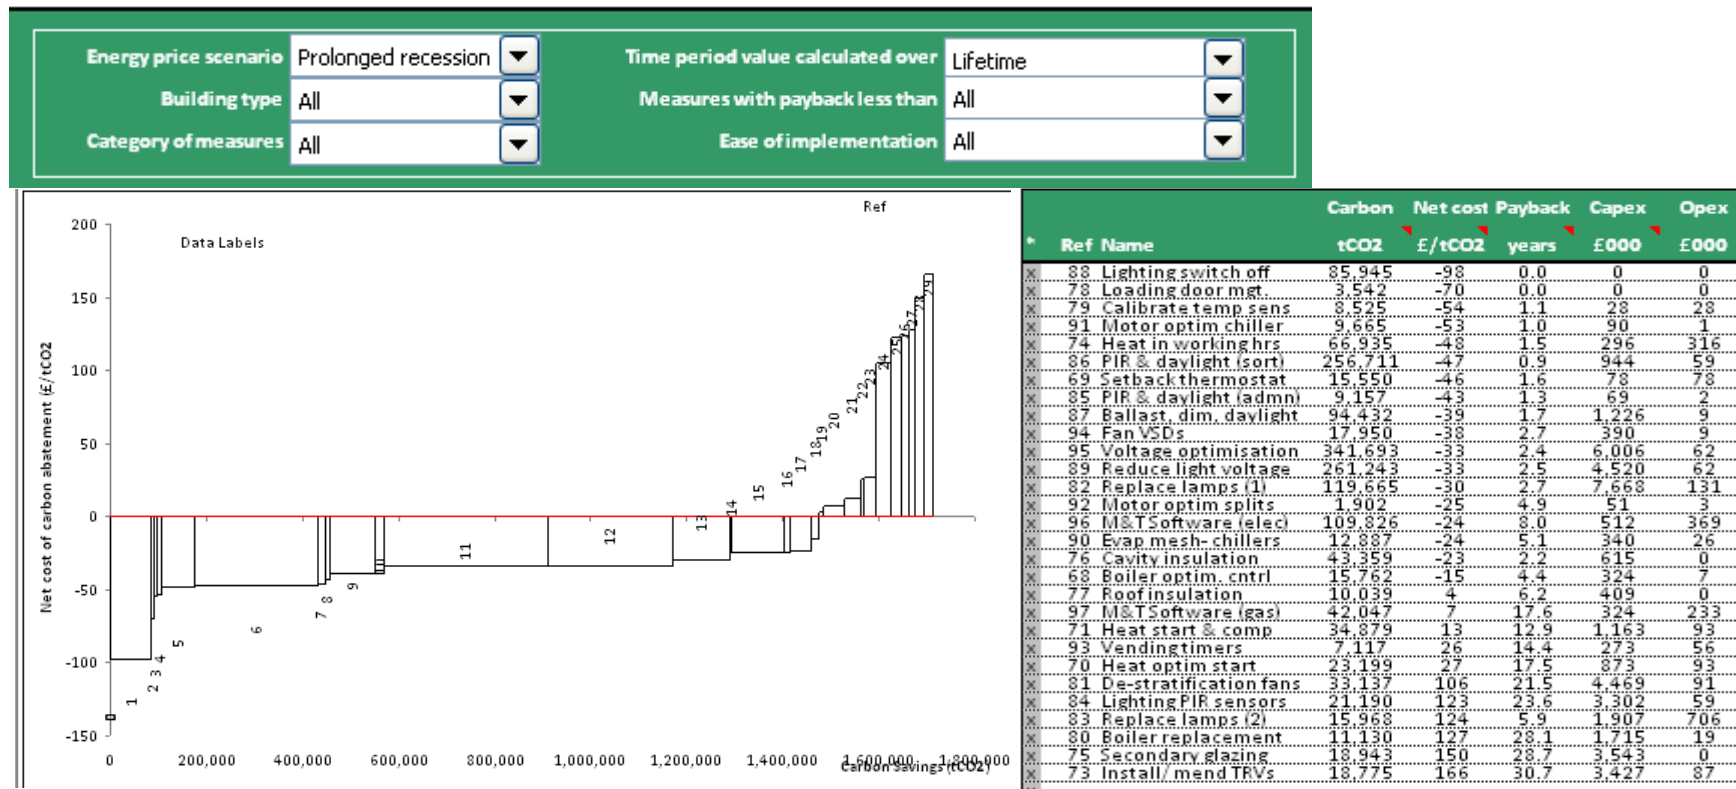 Energy price scenario Prolonged recession Time period value calculated over Lifetime
Building type All Measures with payback less than All
Category of measures All Ease of implementation All
Ref
Data Labels
Net cost of carbon abatement (£/tCO2
200
150
100
50
0
-50
-100
-150
1 2 3 4 5 6 7 8 9 11 12 13 14 15 16 17 18 19 20 21 22 23 24 25 26 27 28 29
0 200,000 400,000 600,000 800,000 1,000,000 1,200,000 1,400,000 1,600,000 1,800,000
Carbon Savings (tCO2)
Carbon Net cost Payback Capex Opex
* Ref Name tCO2 £/tCO2 years £000 £000
x 88 Lighting switch off 85,945 -98 0.0 0 0
x 78 Loading door mgt. 3,542 -70 0.0 0 0
x 79 Calibrate temp sens 8,525 -54 1.1 28 28
x 91 Motor optim chiller 9,665 -53 1.0 90 1
x 74 Heat in working hrs 66,935 -48 1.5 296 316
x 86 PIR & daylight (sort) 256,711 -47 0.9 944 59
x 69 Setback thermostat 15,550 -46 1.6 78 78
x 85 PIR & daylight (admn) 9,157 -43 1.3 69 2
x 87 Ballast, dim, daylight 94,432 -39 1.7 1,226 9
x 94 Fan VSDs 17,950 -38 2.7 390 9
x 95 Voltage optimisation 341,693 -33 2.4 6,006 62
x 89 Reduce light voltage 261,243 -33 2.5 4,520 62
x 82 Replace lamps (1) 119,665 -30 2.7 7,668 131
x 92 Motor optim splits 1,902 -25 4.9 51 3
x 96 M&T Software (elec) 109,826 -24 8.0 512 369
x 90 Evap mesh- chillers 12,887 -24 5.1 340 26
x 76 Cavity insulation 43,359 -23 2.2 615 0
x 68 Boiler optim. cntrl 15,762 -15 4.4 324 7
x 77 Roof insulation 10,039 4 6.2 409 0
x 97 M&T Software (gas) 42,047 7 17.6 324 233
x 71 Heat start & comp 34,879 13 12.9 1,163 93
x 93 Vending timers 7,117 26 14.4 273 56
x 70 Heat optim start 23,199 27 17.5 873 93
x 81 De-stratification fans 33,137 106 21.5 4,469 91
x 84 Lighting PIR sensors 21,190 123 23.6 3,302 59
x 83 Replace lamps (2) 15,968 124 5.9 1,907 706
x 80 Boiler replacement 11,130 127 28.1 1,715 19
x 75 Secondary glazing 18,943 150 28.7 3,543 0
x 73 Install/ mend TRVs 18,775 166 30.7 3,427 87